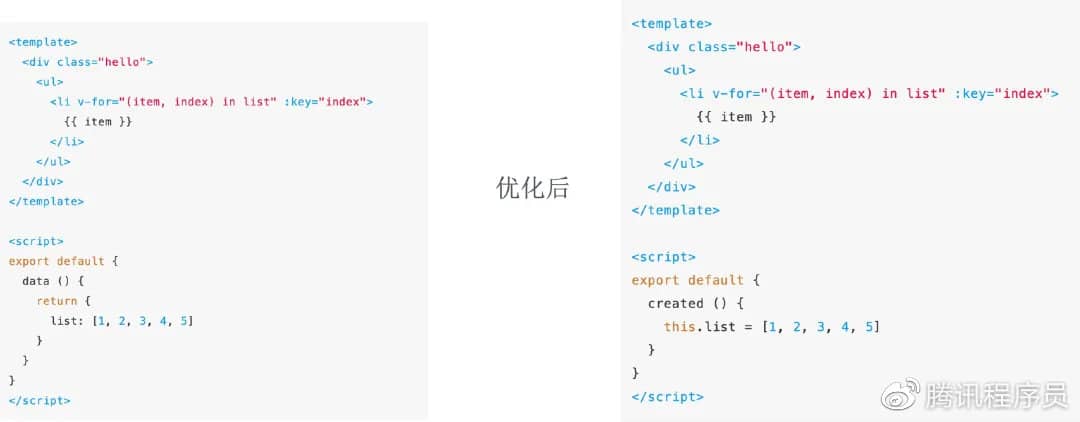 <template>
  <div class="hello">
    <ul>
      <li v-for="(item, index) in list" :key="index">
        {{ item }}
      </li>
    </ul>
  </div>
</template>

<script>
export default {
  data () {
    return {
      list: [1, 2, 3, 4, 5]
    }
  }
}
</script>
优化后
<template>
  <div class="hello">
    <ul>
      <li v-for="(item, index) in list" :key="index">
        {{ item }}
      </li>
    </ul>
  </div>
</template>

<script>
export default {
  created () {
    this.list = [1, 2, 3, 4, 5]
  }
}
</script>
腾讯程序员